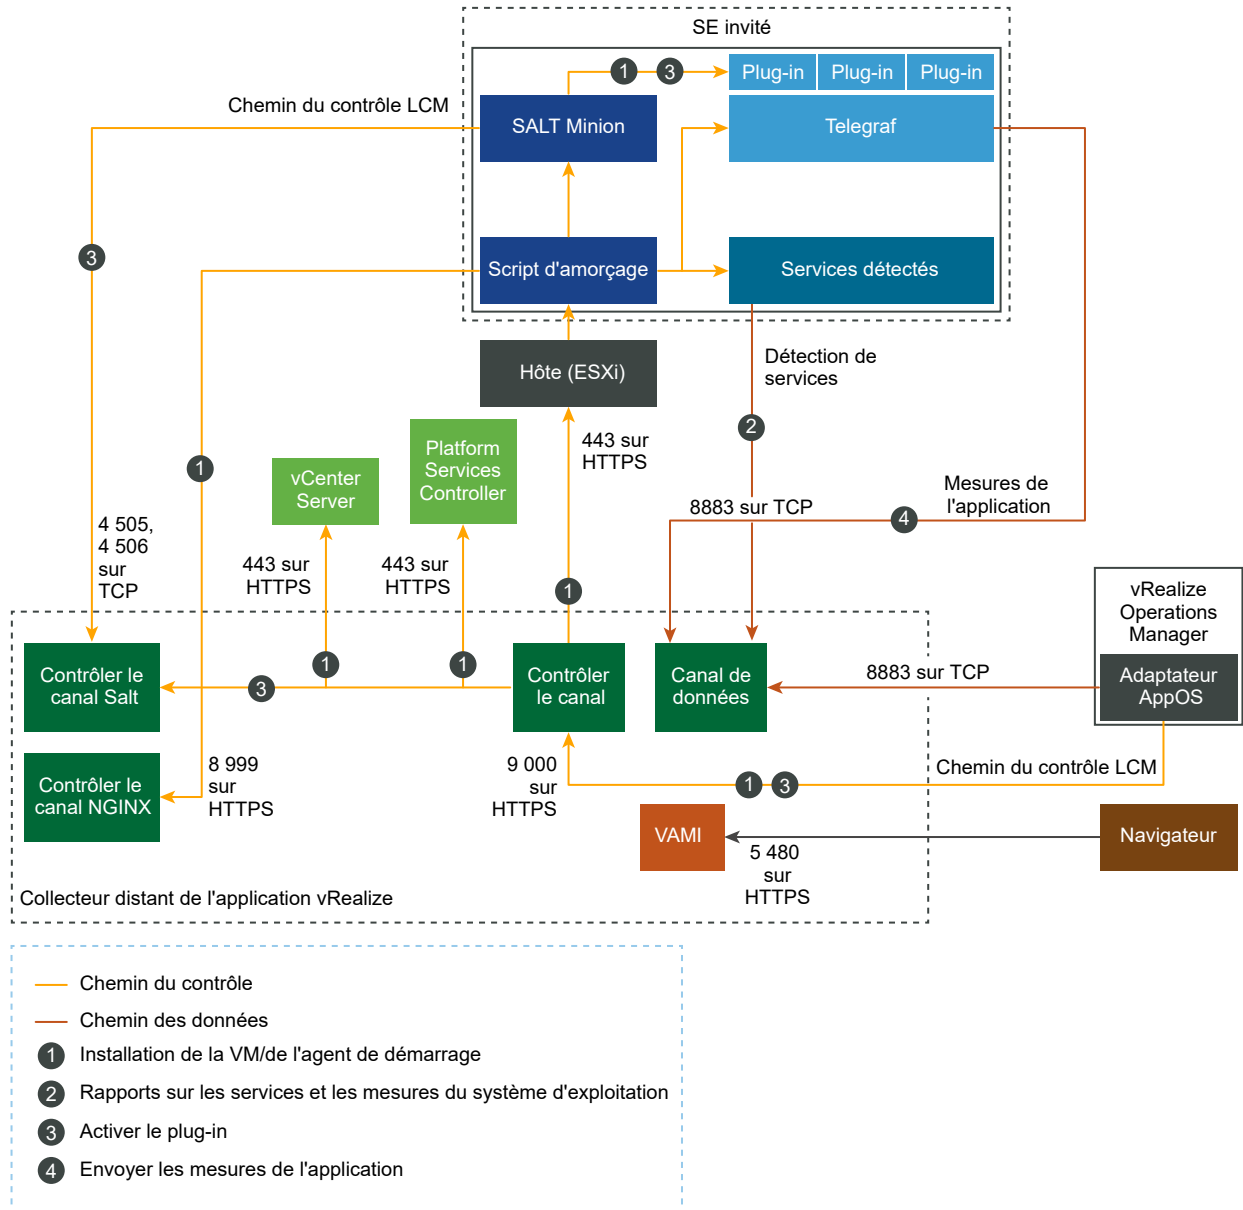 SE invité
1
3
Plug-in
Plug-in
Plug-in
Chemin du contrôle LCM
SALT Minion
Telegraf
3
Script d'amorçage
Services détectés
Hôte (ESXi)
Détection de
services
2
1
443 sur
HTTPS
Platform
Services
Controller
vCenter
Server
Mesures de
l'application
8883 sur TCP
4
4 505,
4 506
sur
TCP
443 sur
HTTPS
443 sur
HTTPS
1
vRealize
Operations
Manager
Contrôler le
canal Salt
3
1
1
Contrôler
le canal
Canal de
données
8883 sur TCP
Adaptateur
AppOS
Contrôler le
canal NGINX
8 999
sur
HTTPS
9 000
sur
HTTPS
1
3
Chemin du contrôle LCM
VAMI
5 480
sur
HTTPS
Navigateur
Collecteur distant de l'application vRealize
Chemin du contrôle
Chemin des données
1 Installation de la VM/de l'agent de démarrage
2 Rapports sur les services et les mesures du système d'exploitation
3 Activer le plug-in
4 Envoyer les mesures de l'application